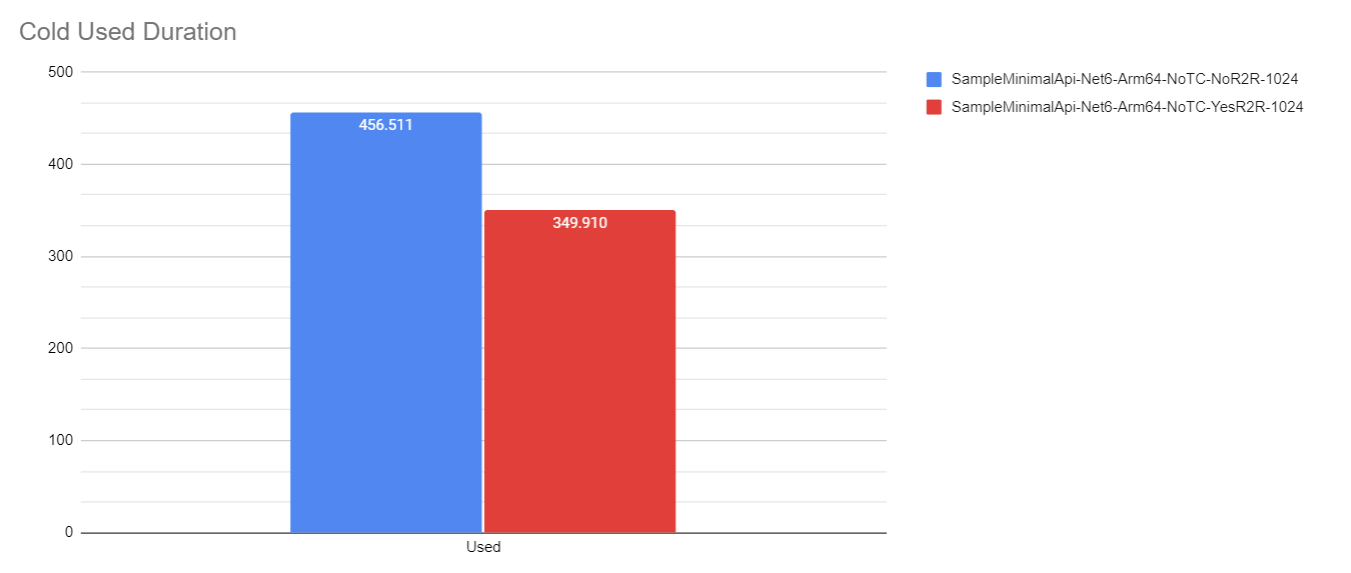 Cold Used Duration
500
400
300
200
100
0
456.511
349.910
Used
SampleMinimalApi-Net6-Arm64-NoTC-NoR2R-1024
SampleMinimalApi-Net6-Arm64-NoTC-YesR2R-1024